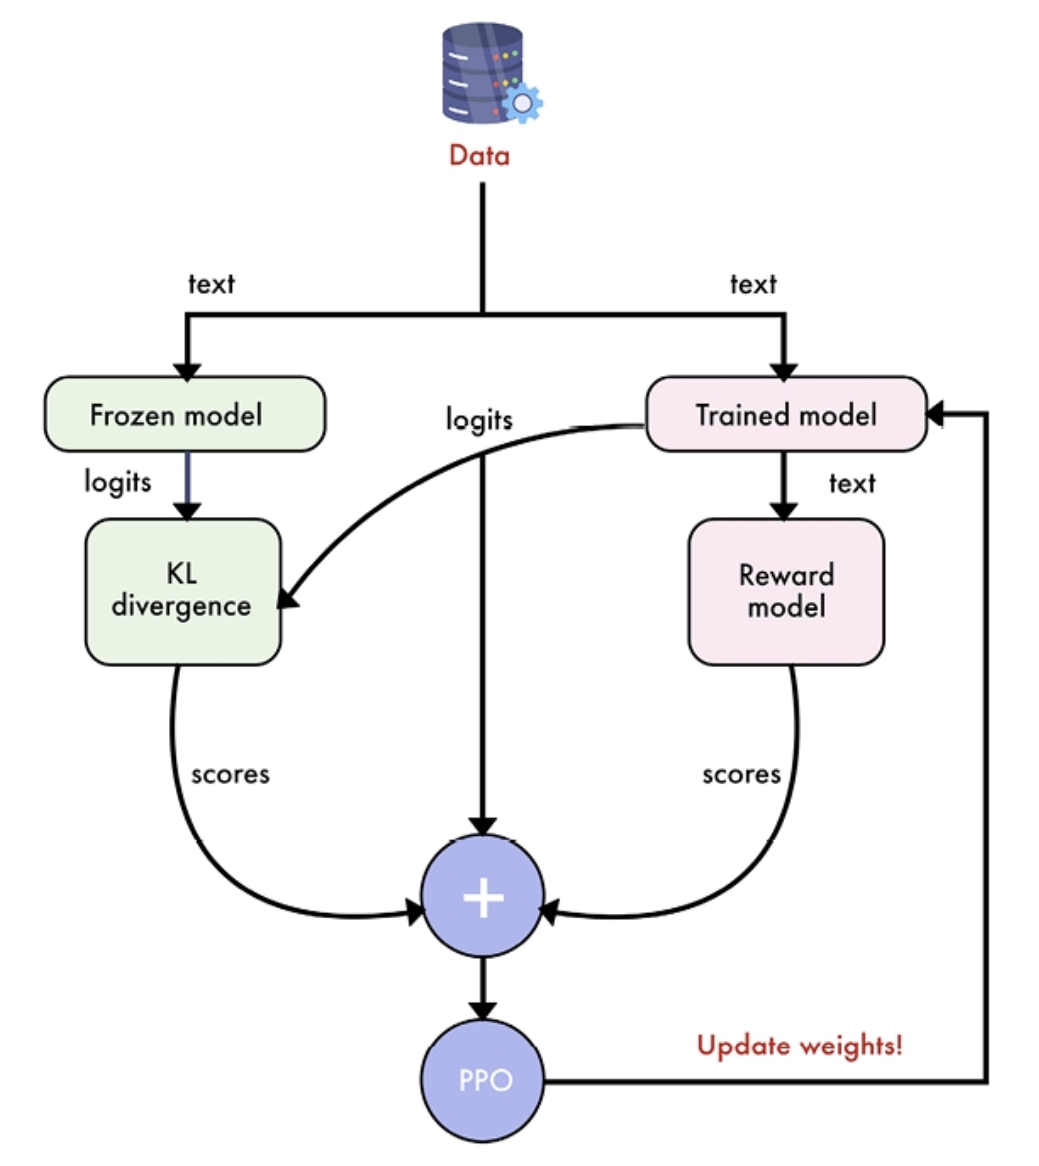 Data
text
text
Frozen model
logits
Trained model
logits
text
KL
divergence
Reward
model
scores
scores
+
PPO
Update weights!